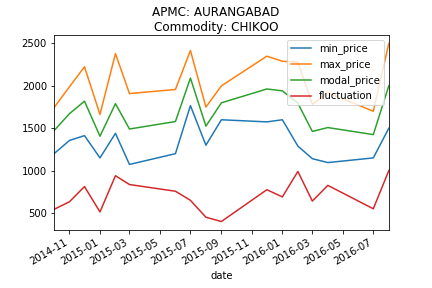 APMC: AURANGABAD
Commodity: CHIKOO
min_price
max_price
modal_price
fluctuation
2500
2000
1500
1000
500
2014-11
2015-01
2015-03
2015-05
2015-07
2015-09
2015-11
2016-01
2016-03
2016-05
2016-07
date